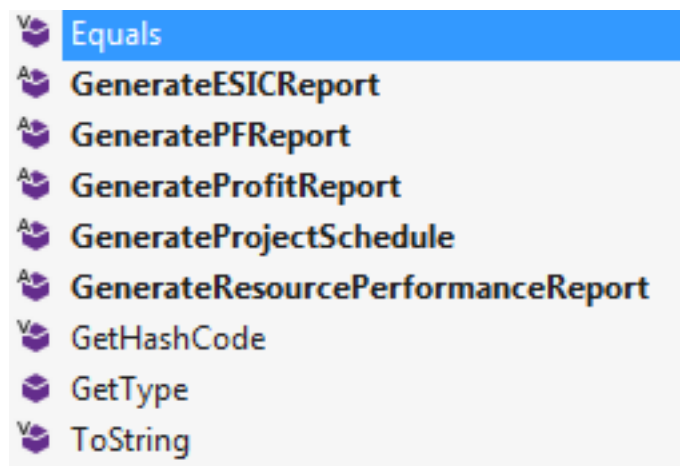 Equals
GenerateESICReport
GeneratePFReport
GenerateProfitReport
GenerateProjectSchedule
GenerateResourcePerformanceReport
GetHashCode
GetType
ToString